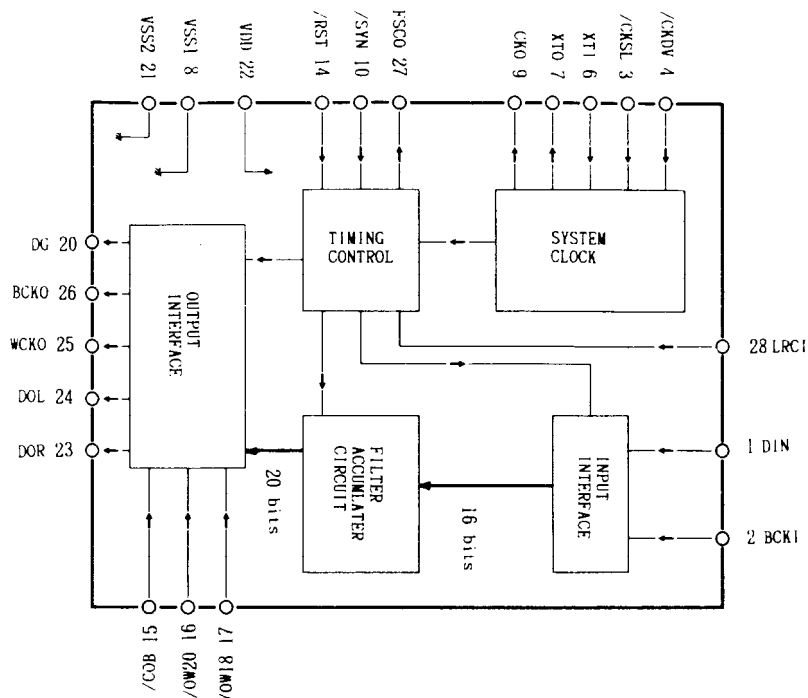 VSS2 21
VSS1 8
VDD 22
/RST 14
/SYN 10
FSCO 27
CKO 9
XTO 7
XTI 6
/CKSL 3
/CKDV 4
DG 20
BCKO 26
WCKO 25
DOL 24
DOR 23
OUTPUT
INTERFACE
TIMING
CONTROL
SYSTEM
CLOCK
28 LRCI
1 DIN
2 BCKI
FILTER
ACCUMLATER
CIRCUIT
INPUT
INTERFACE
20 bits
16 bits
/COB 15
/OW20 16
/OW18 17